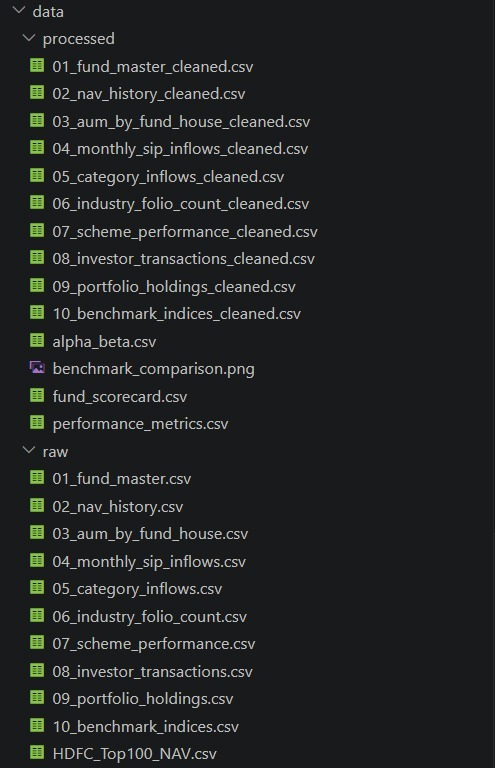 data
processed
01_fund_master_cleaned.csv
02_nav_history_cleaned.csv
03_aum_by_fund_house_cleaned.csv
04_monthly_sip_inflows_cleaned.csv
05_category_inflows_cleaned.csv
06_industry_folio_count_cleaned.csv
07_scheme_performance_cleaned.csv
08_investor_transactions_cleaned.csv
09_portfolio_holdings_cleaned.csv
10_benchmark_indices_cleaned.csv
alpha_beta.csv
benchmark_comparison.png
fund_scorecard.csv
performance_metrics.csv
raw
01_fund_master.csv
02_nav_history.csv
03_aum_by_fund_house.csv
04_monthly_sip_inflows.csv
05_category_inflows.csv
06_industry_folio_count.csv
07_scheme_performance.csv
08_investor_transactions.csv
09_portfolio_holdings.csv
10_benchmark_indices.csv
HDFC_Top100_NAV.csv